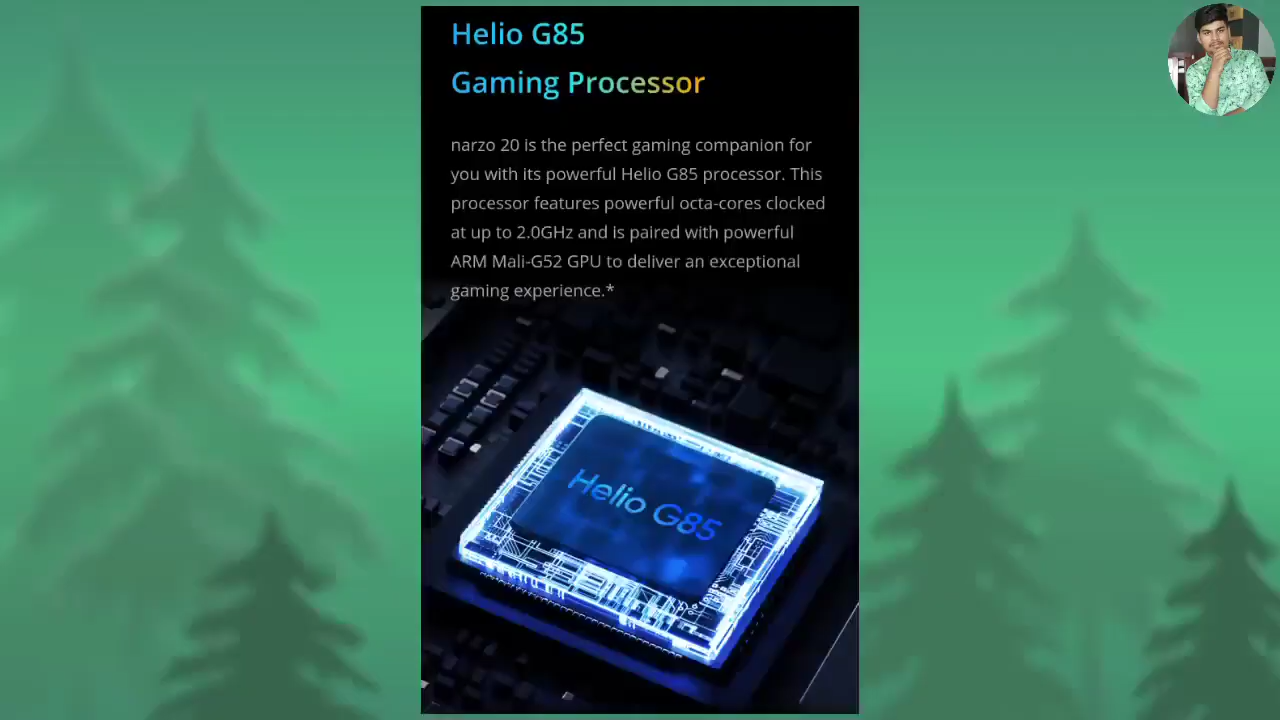 Helio G85
Gaming Processor
narzo 20 is the perfect gaming companion for
you with its powerful Helio G85 processor. This
processor features powerful octa-cores clocked
at up to 2.0GHz and is paired with powerful
ARM Mali-G52 GPU to deliver an exceptional
gaming experience.*
Helio G85